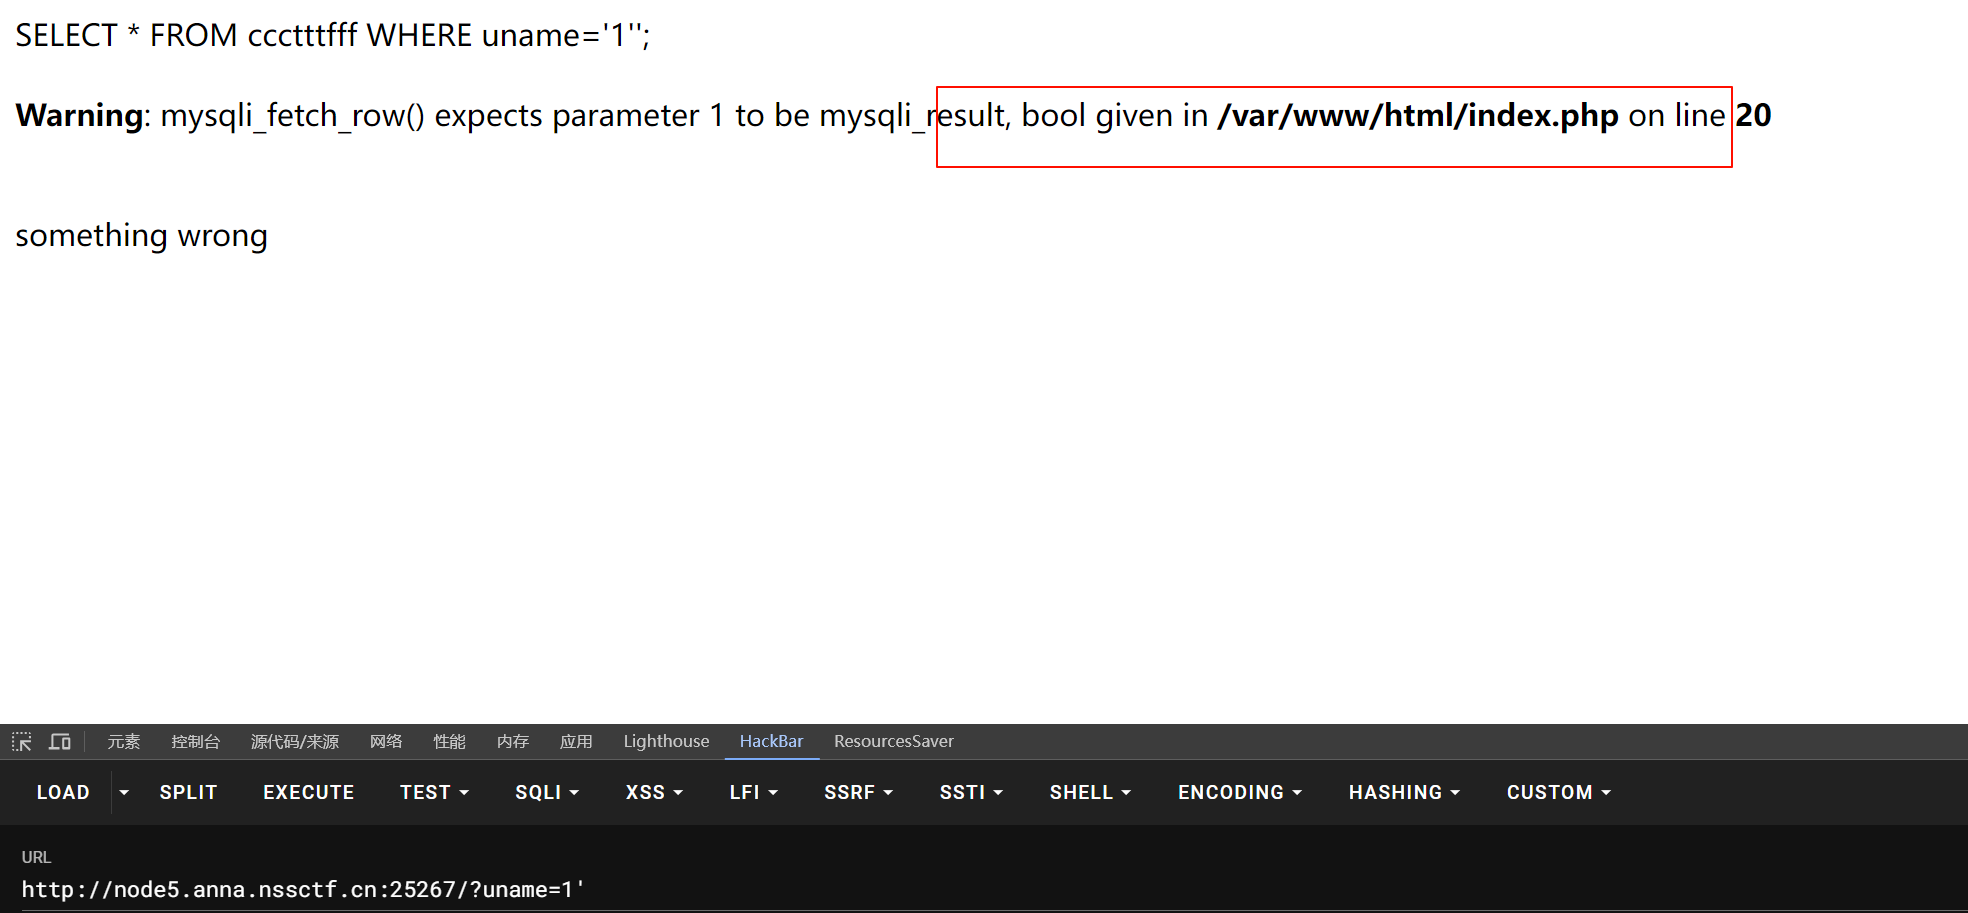 SELECT * FROM ccctttfff WHERE uname='1'';
Warning: mysqli_fetch_row() expects parameter 1 to be mysqli_result, bool given in /var/www/html/index.php on line 20
something wrong
元素 控制台 源代码/来源 网络 性能 内存 应用 Lighthouse HackBar ResourcesSaver
LOAD SPLIT EXECUTE TEST SQLI XSS LFI SSRF SSTI SHELL ENCODING HASHING CUSTOM
URL
http://node5.anna.nssctf.cn:25267/?uname=1'